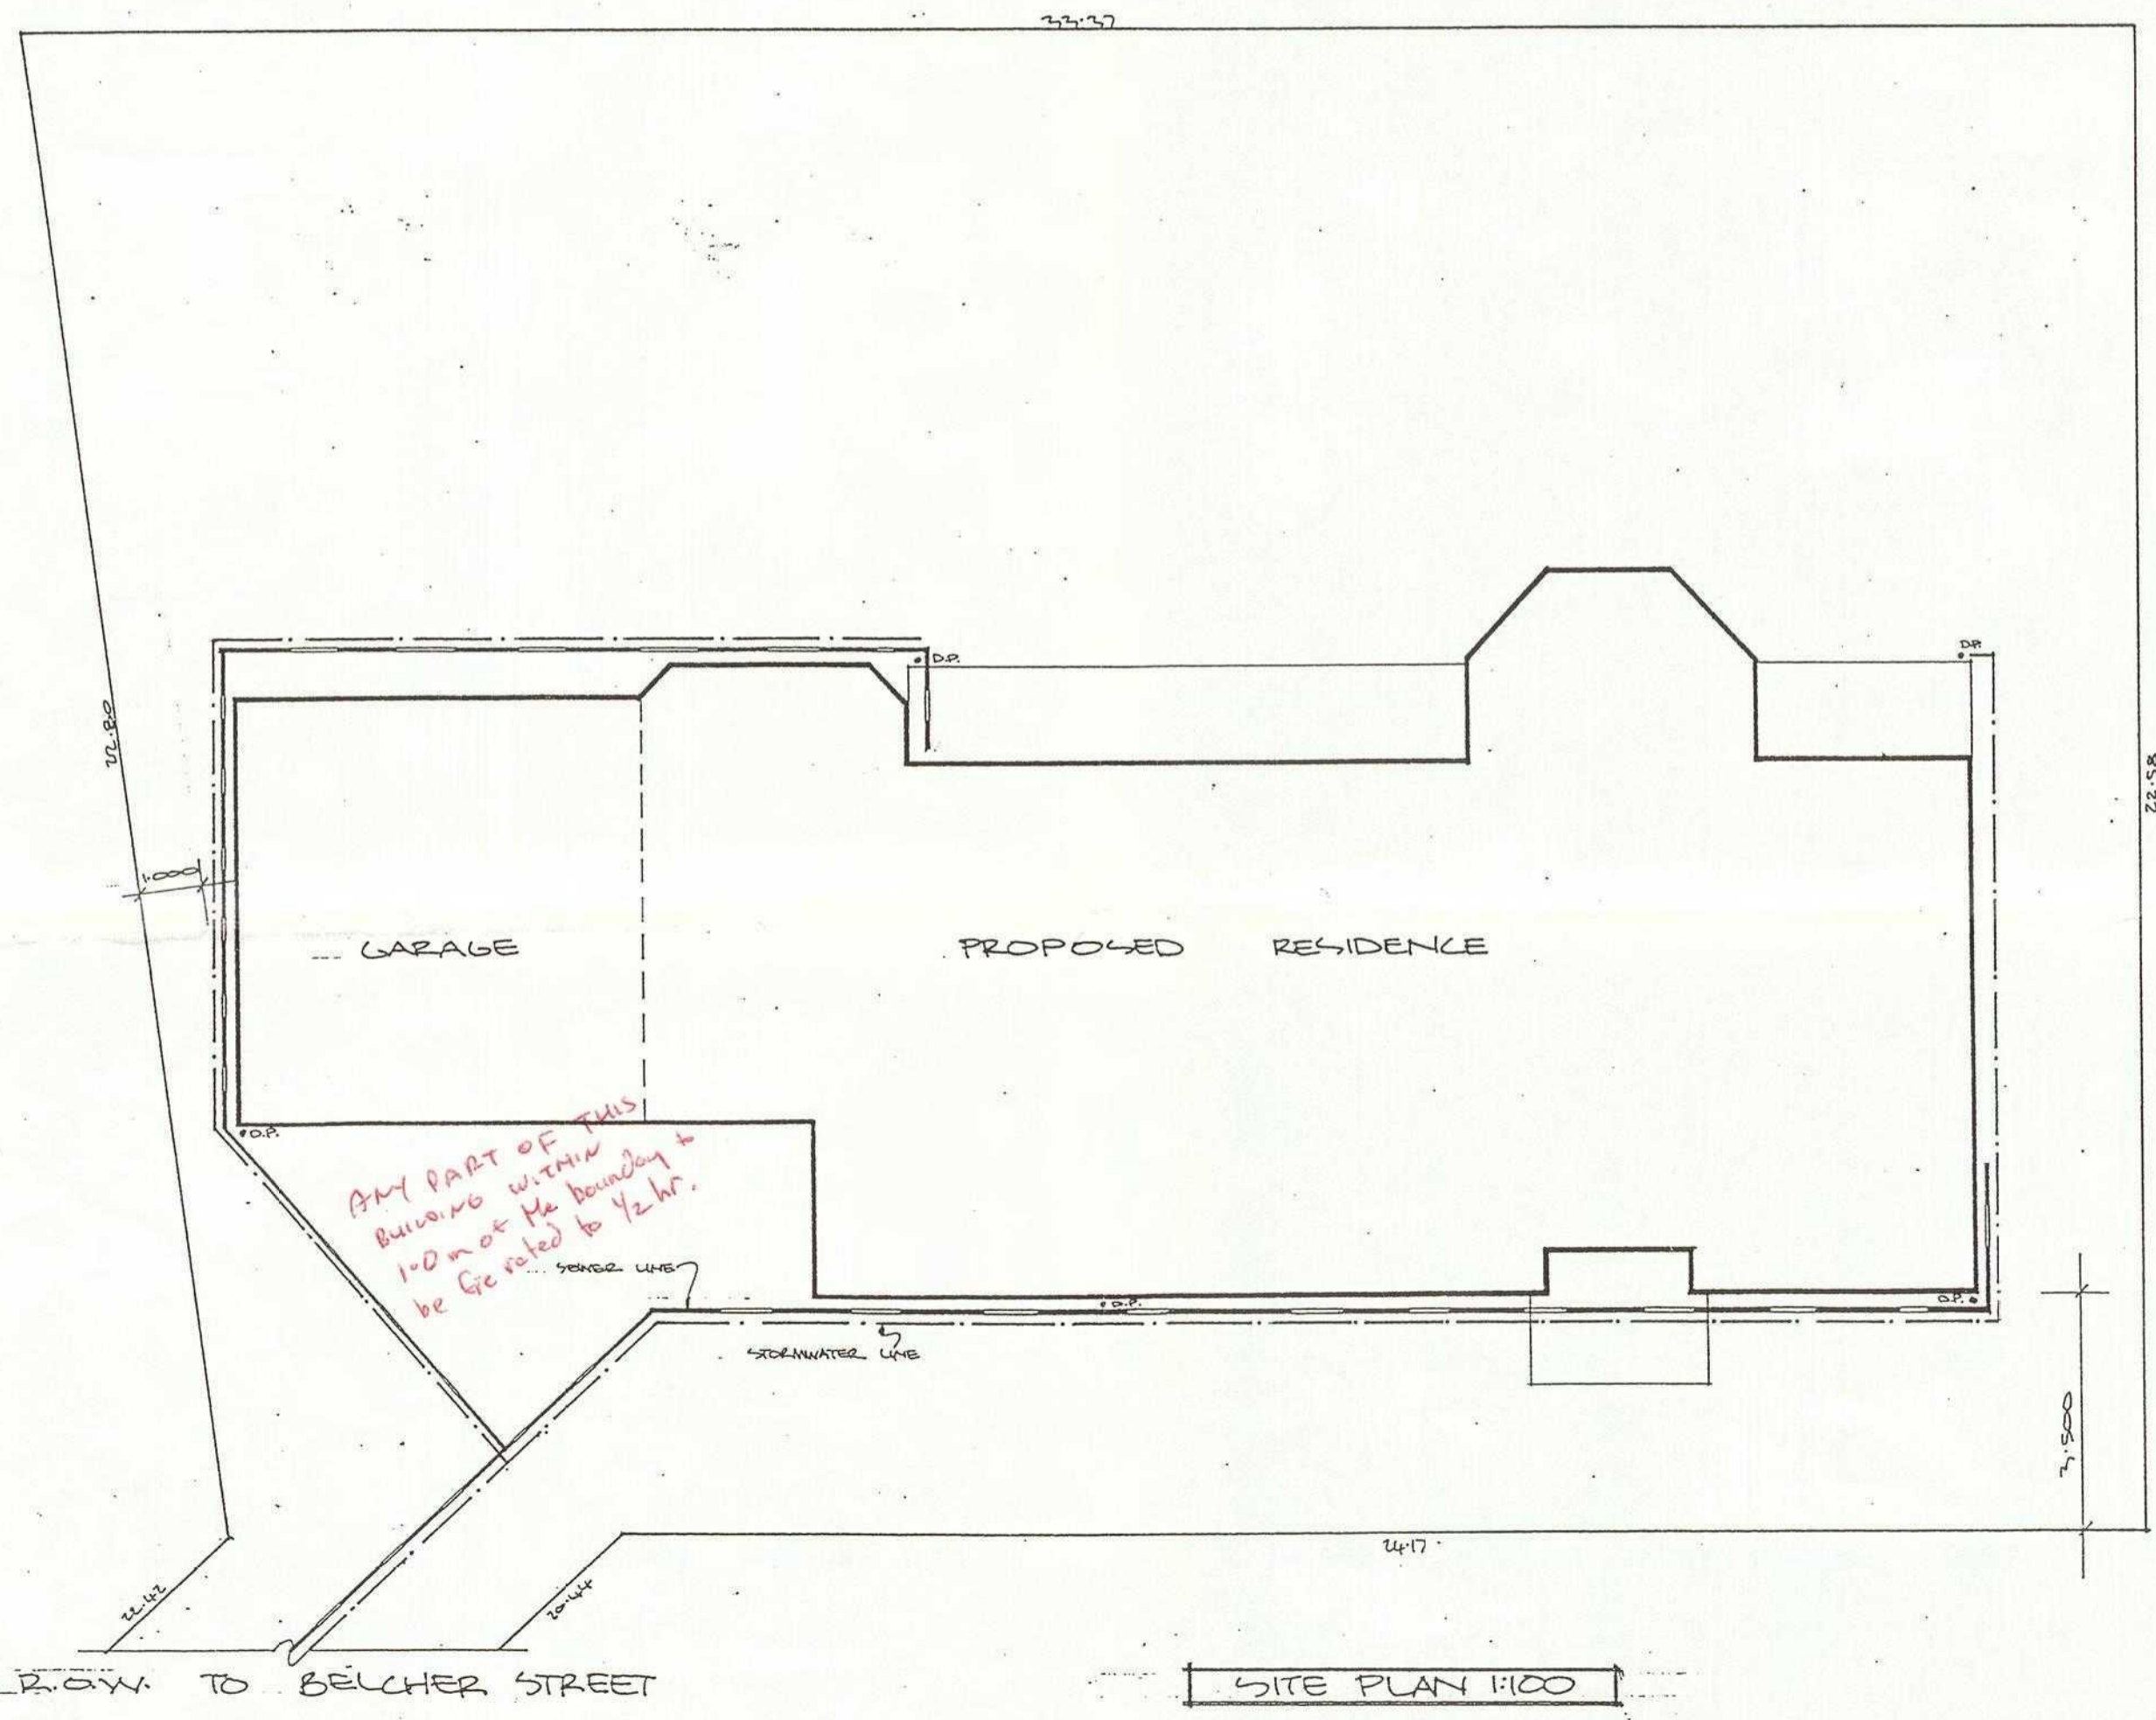 33.37
22.80
22.58
D.P.
D.P.
1.000
GARAGE
PROPOSED RESIDENCE
D.P.
ANY PART OF THIS
BUILDING WITHIN
1.0m of the boundary to
be fire rated to 1/2 hr.
SEWER LINE
D.P.
D.P.
STORMWATER LINE
3.500
24.17
22.42
20.44
R.O.W. TO BELCHER STREET
SITE PLAN 1:100